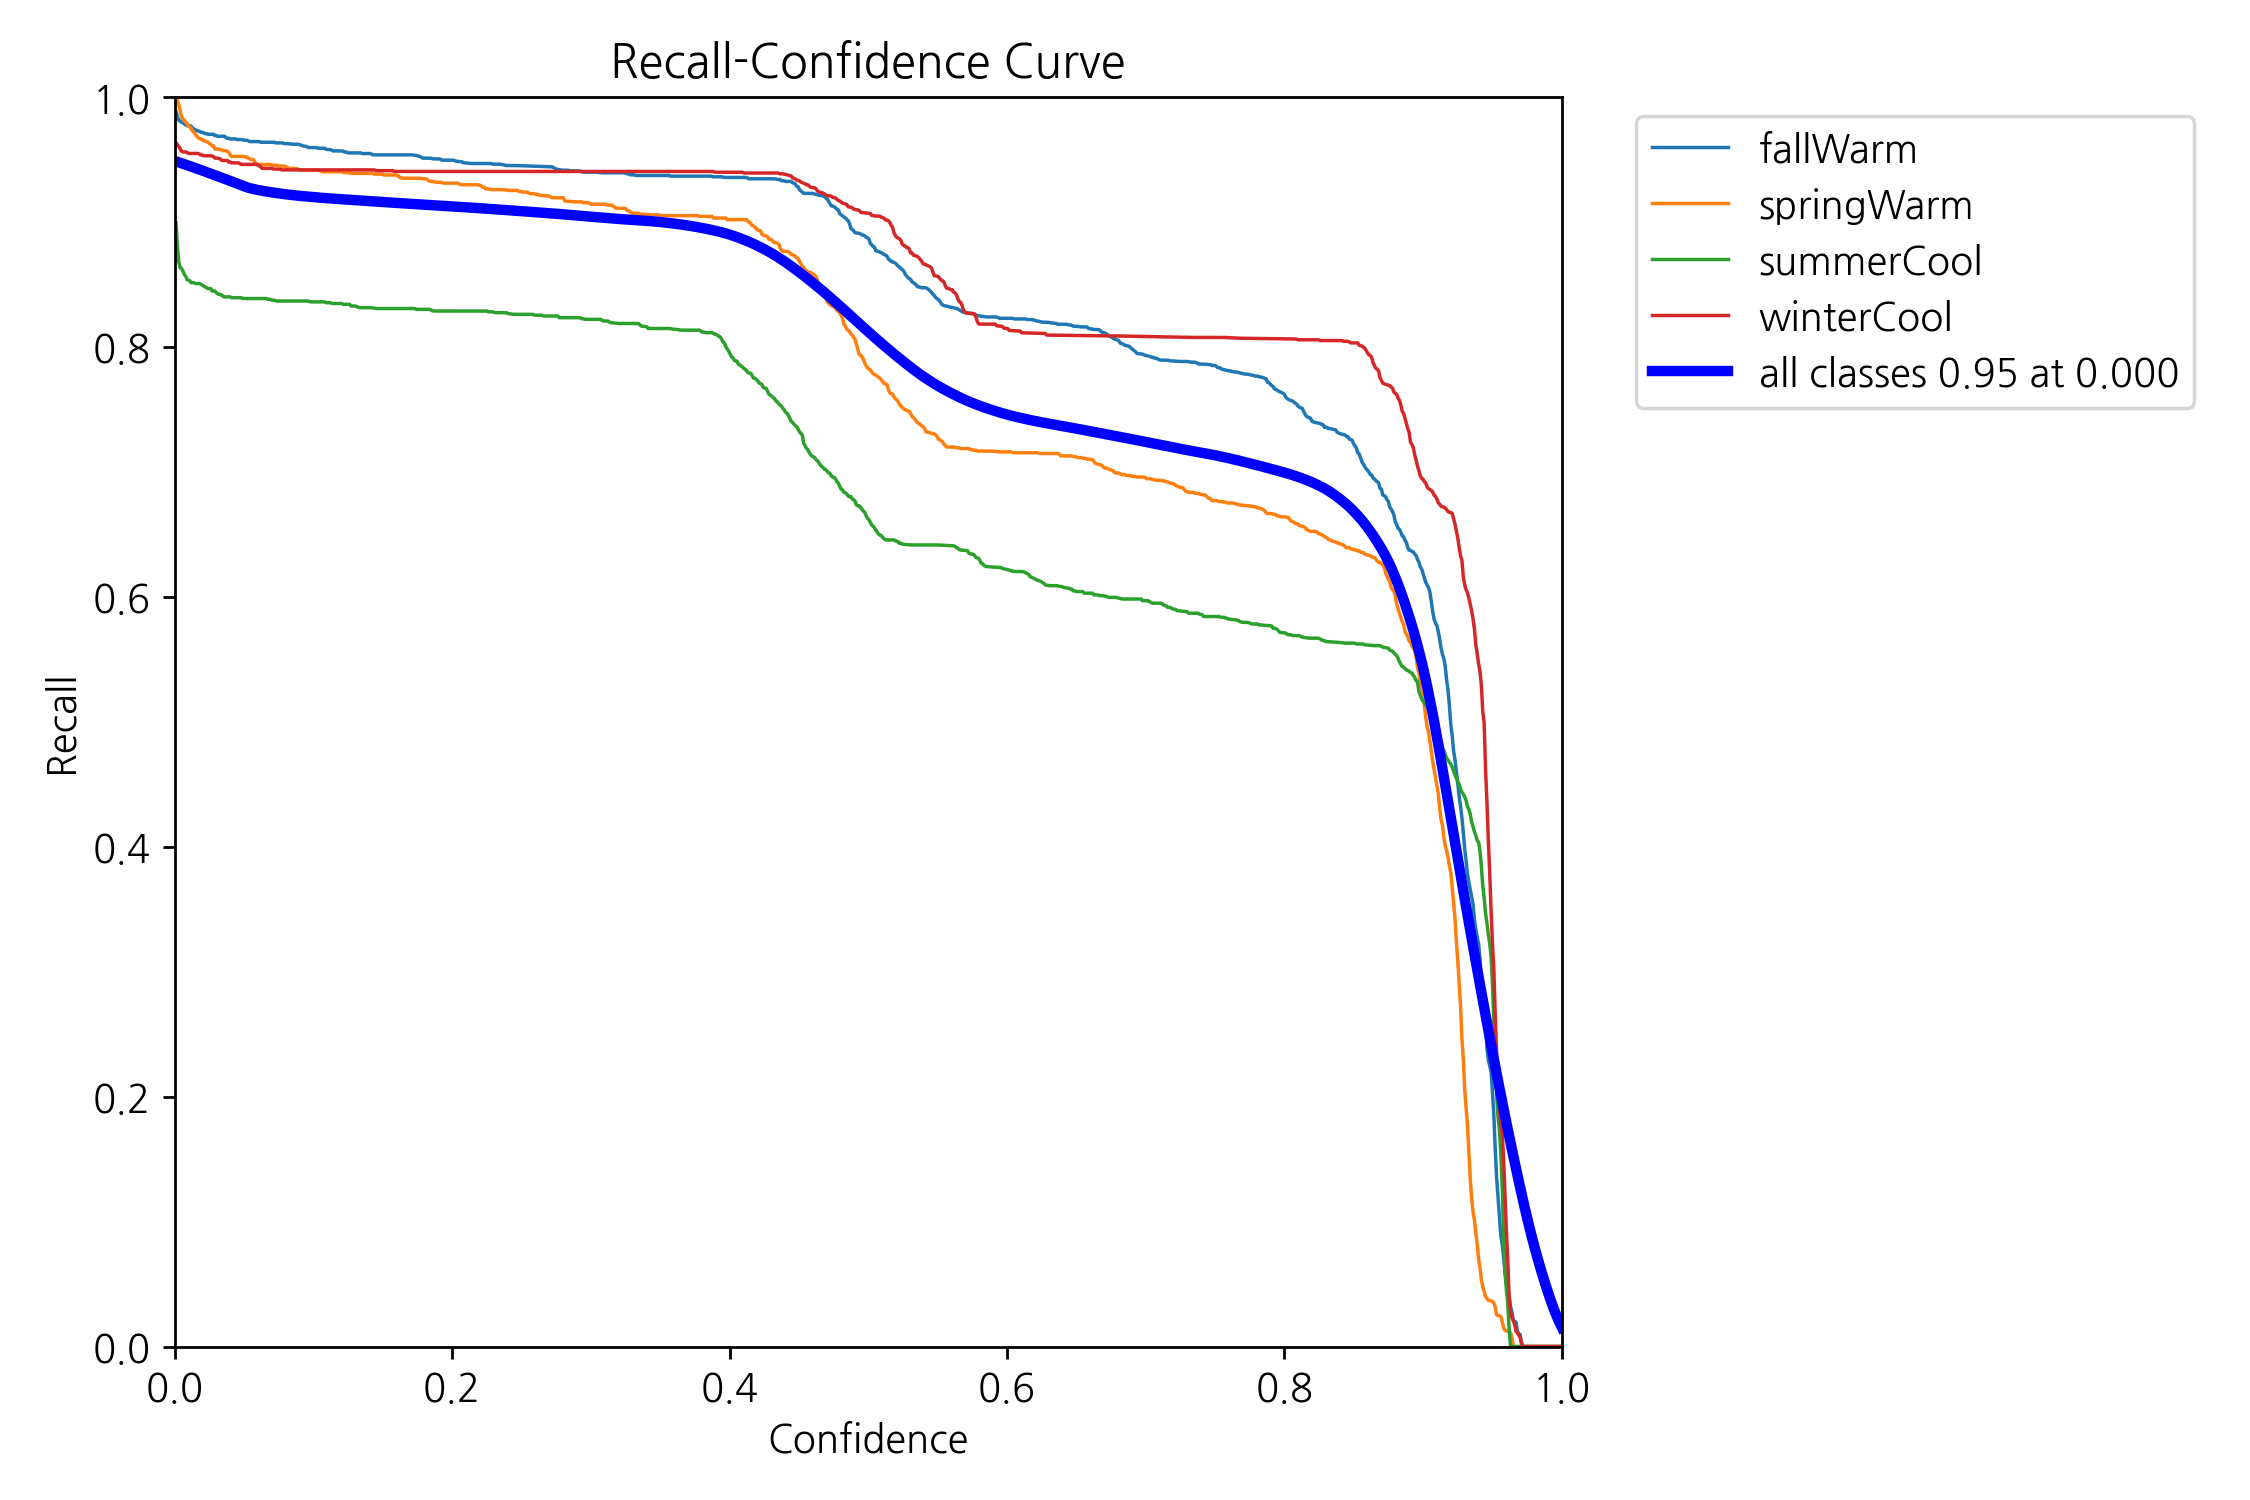 Recall-Confidence Curve
1.0
0.8
0.6
0.4
0.2
0.0
Recall
0.0 0.2 0.4 0.6 0.8 1.0
Confidence
fallWarm
springWarm
summerCool
winterCool
all classes 0.95 at 0.000